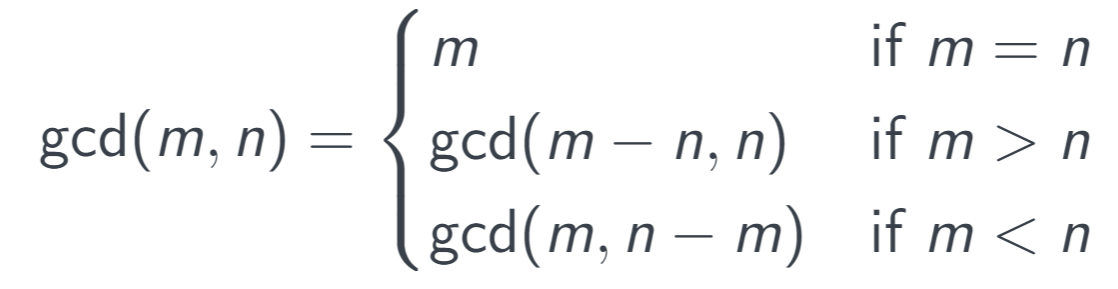 gcd(m, n) = { m if m = n
gcd(m − n, n) if m > n
gcd(m, n − m) if m < n